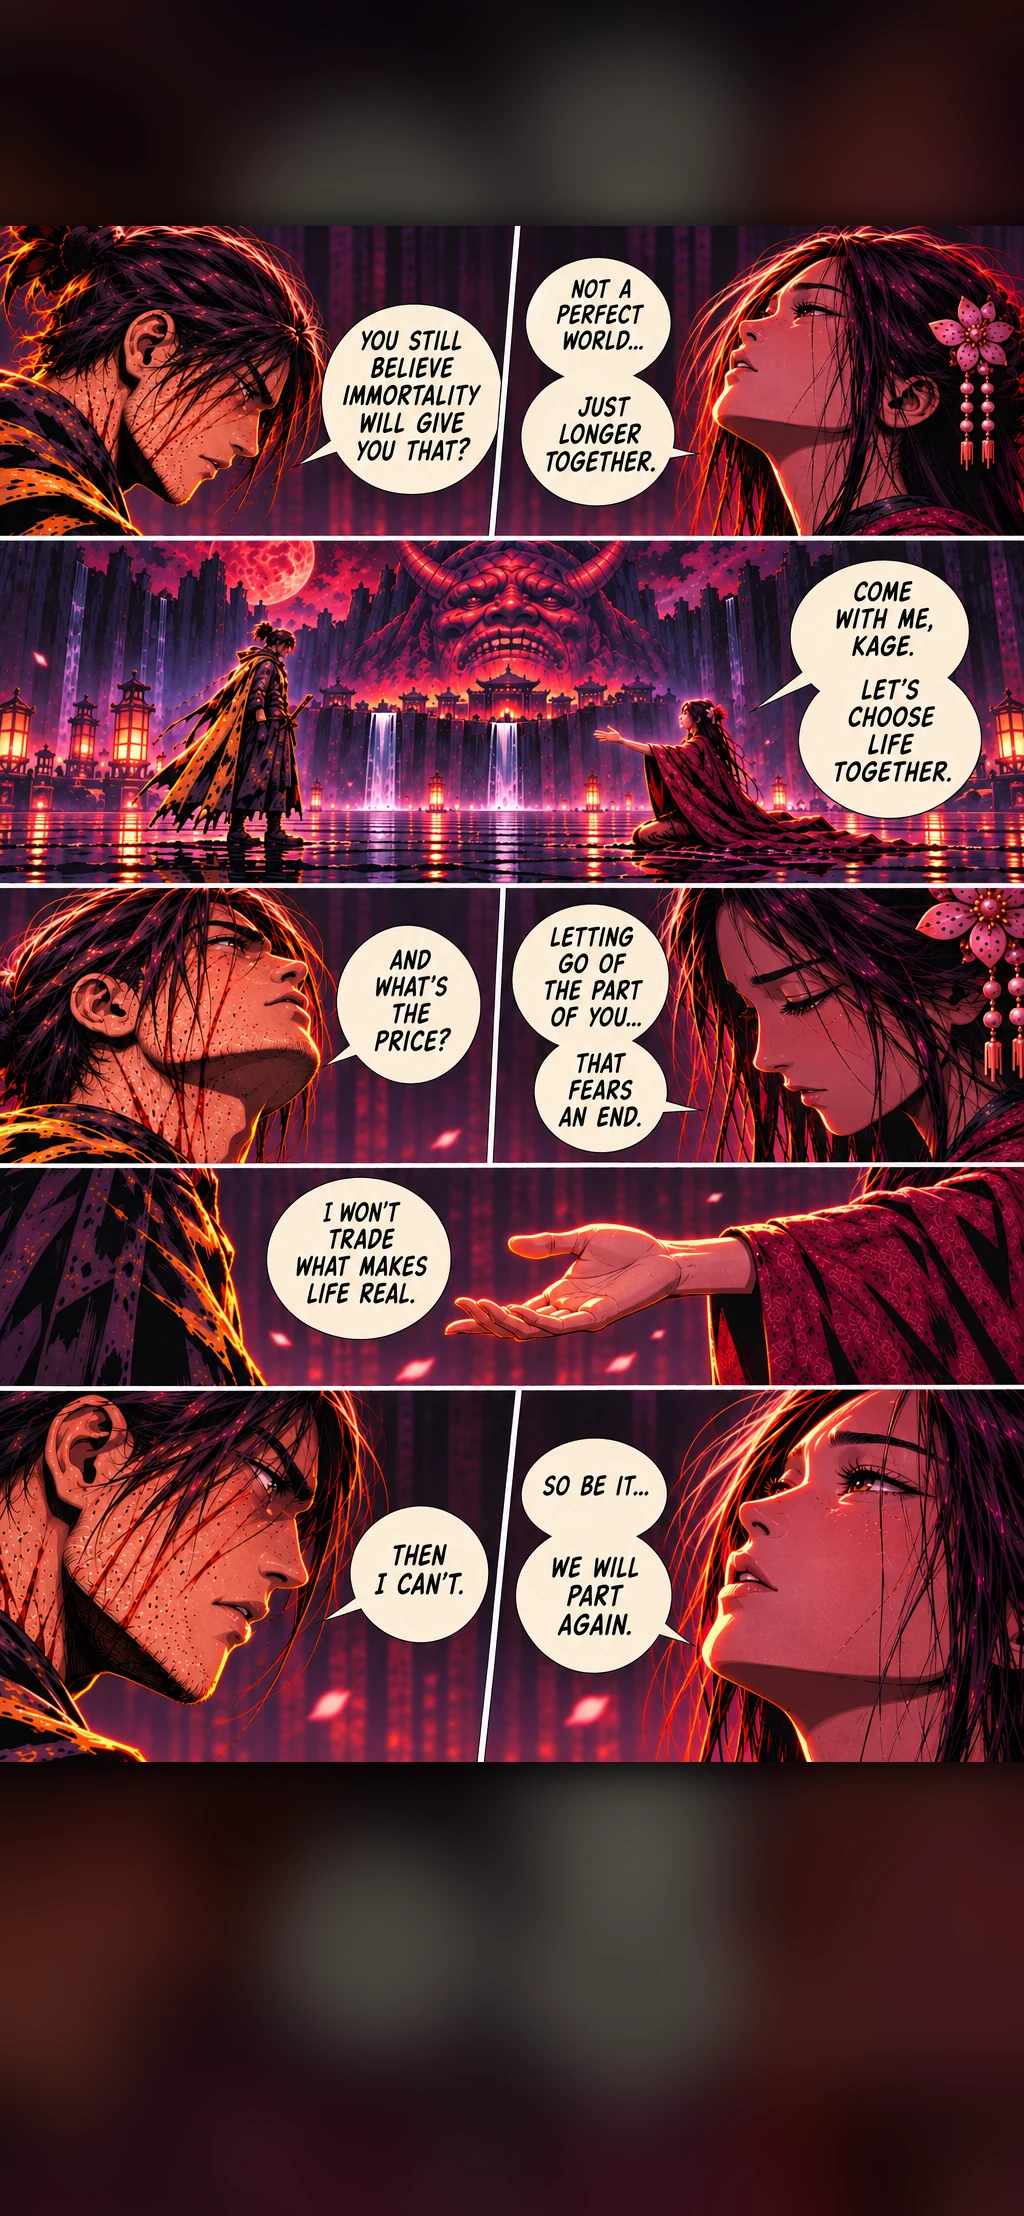 YOU STILL
BELIEVE
IMMORTALITY
WILL GIVE
YOU THAT?
NOT A
PERFECT
WORLD...
JUST
LONGER
TOGETHER.
COME
WITH ME,
KAGE.
LET'S
CHOOSE
LIFE
TOGETHER.
AND
WHAT'S
THE
PRICE?
LETTING
GO OF
THE PART
OF YOU...
THAT
FEARS
AN END.
I WON'T
TRADE
WHAT MAKES
LIFE REAL.
THEN
I CAN'T.
SO BE IT...
WE WILL
PART
AGAIN.